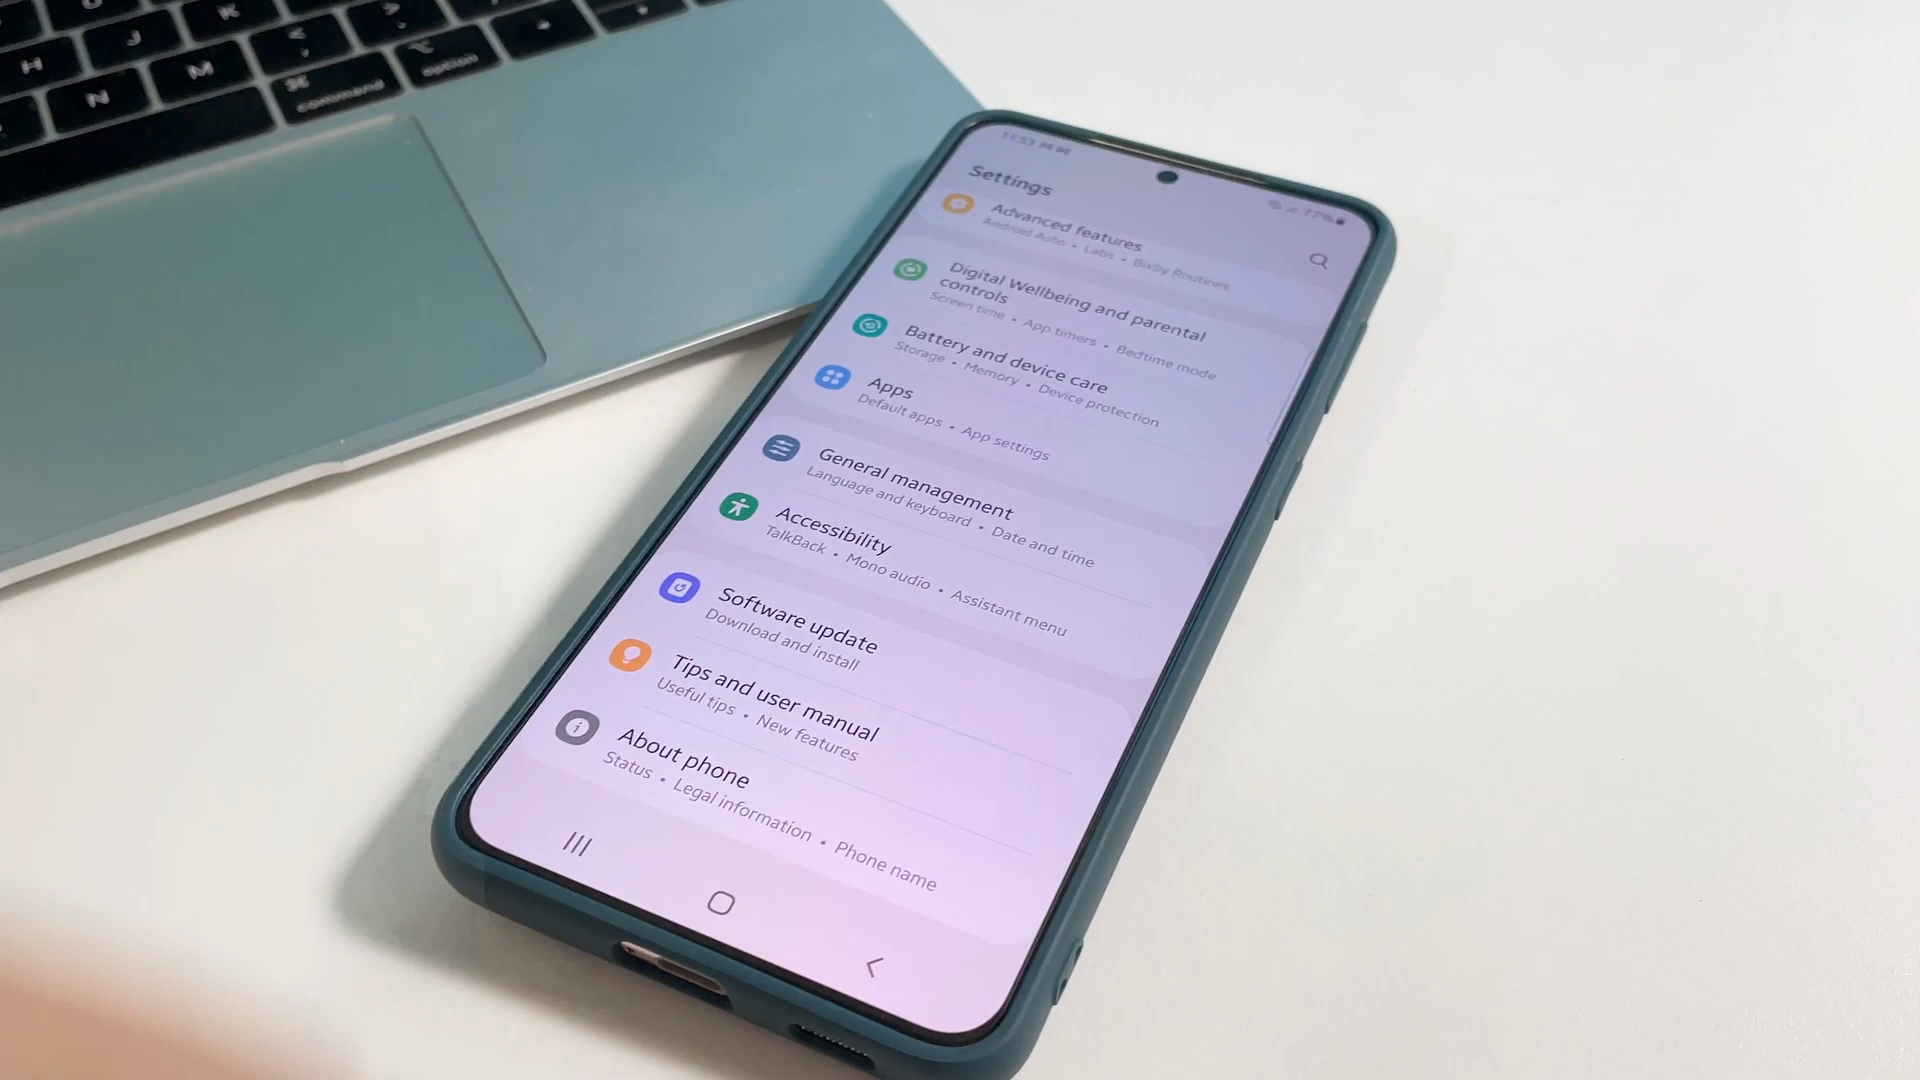 H
J
K
<
,
>
.
N
M
⌘
command
option
11:53
77%
Settings
Advanced features
Android Auto • Labs • Bixby Routines
Digital Wellbeing and parental
controls
Screen time • App timers • Bedtime mode
Battery and device care
Storage • Memory • Device protection
Apps
Default apps • App settings
General management
Language and keyboard • Date and time
Accessibility
TalkBack • Mono audio • Assistant menu
Software update
Download and install
Tips and user manual
Useful tips • New features
About phone
Status • Legal information • Phone name